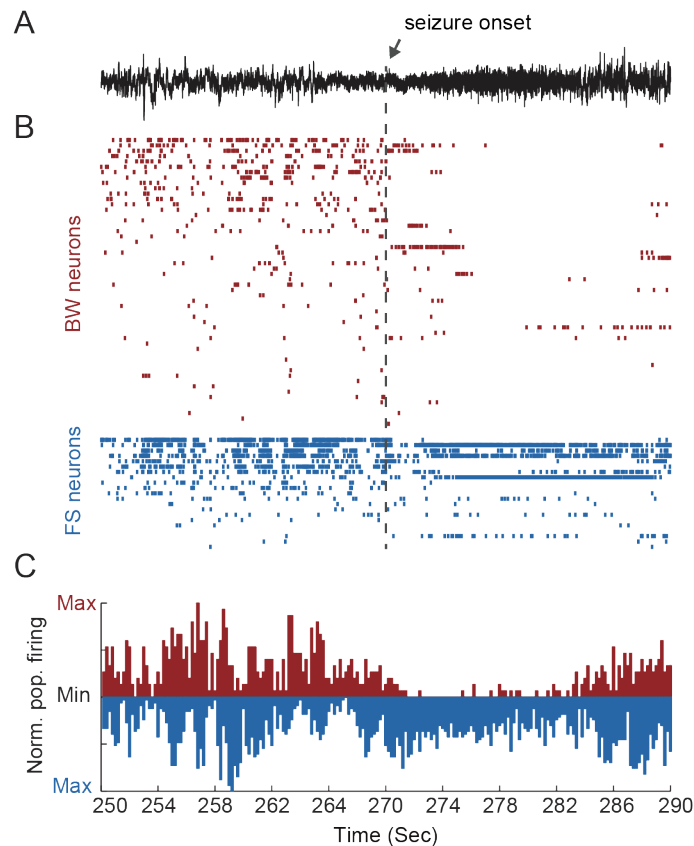 A
seizure onset
B
BW neurons
FS neurons
C
Max
Min
Max
Norm. pop. firing
250 254 258 262 264 270 274 278 282 286 290
Time (Sec)